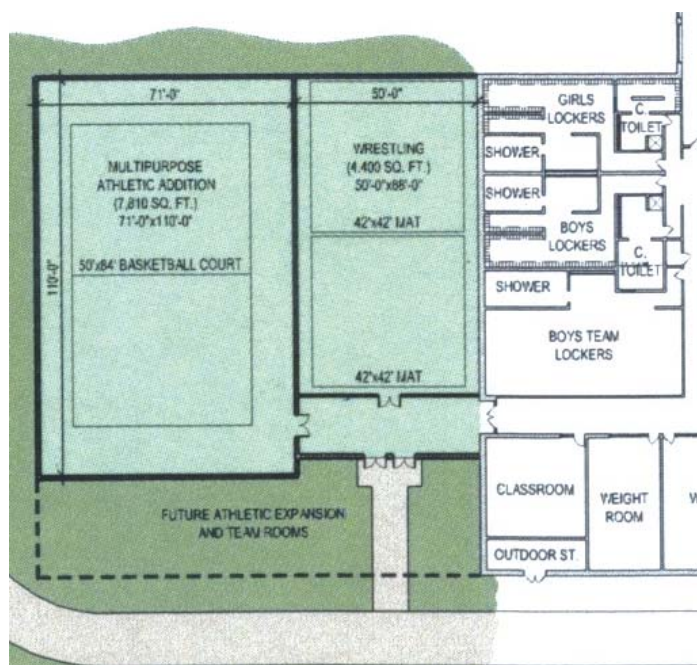 71'-0"
50'-0"
GIRLS
LOCKERS
C.
TOILET
MULTIPURPOSE
ATHLETIC ADDITION
(7,810 SQ. FT.)
71'-0"x110'-0"
WRESTLING
(4,400 SQ. FT.)
50'-0"x88'-0"
SHOWER
SHOWER
42'x42' MAT
BOYS
LOCKERS
50'x84' BASKETBALL COURT
110'-0"
C.
TOILET
SHOWER
BOYS TEAM
LOCKERS
42'x42' MAT
CLASSROOM
WEIGHT
ROOM
W
FUTURE ATHLETIC EXPANSION
AND TEAM ROOMS
OUTDOOR ST.